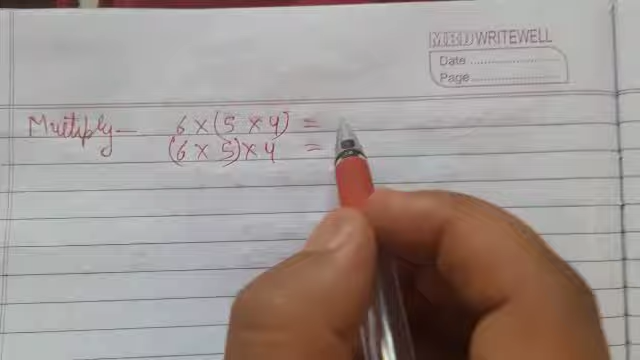 WRITEWELL
Date ......................
Page ......................
Multiply— 6 × (5 × 4) =
(6 × 5) × 4 =